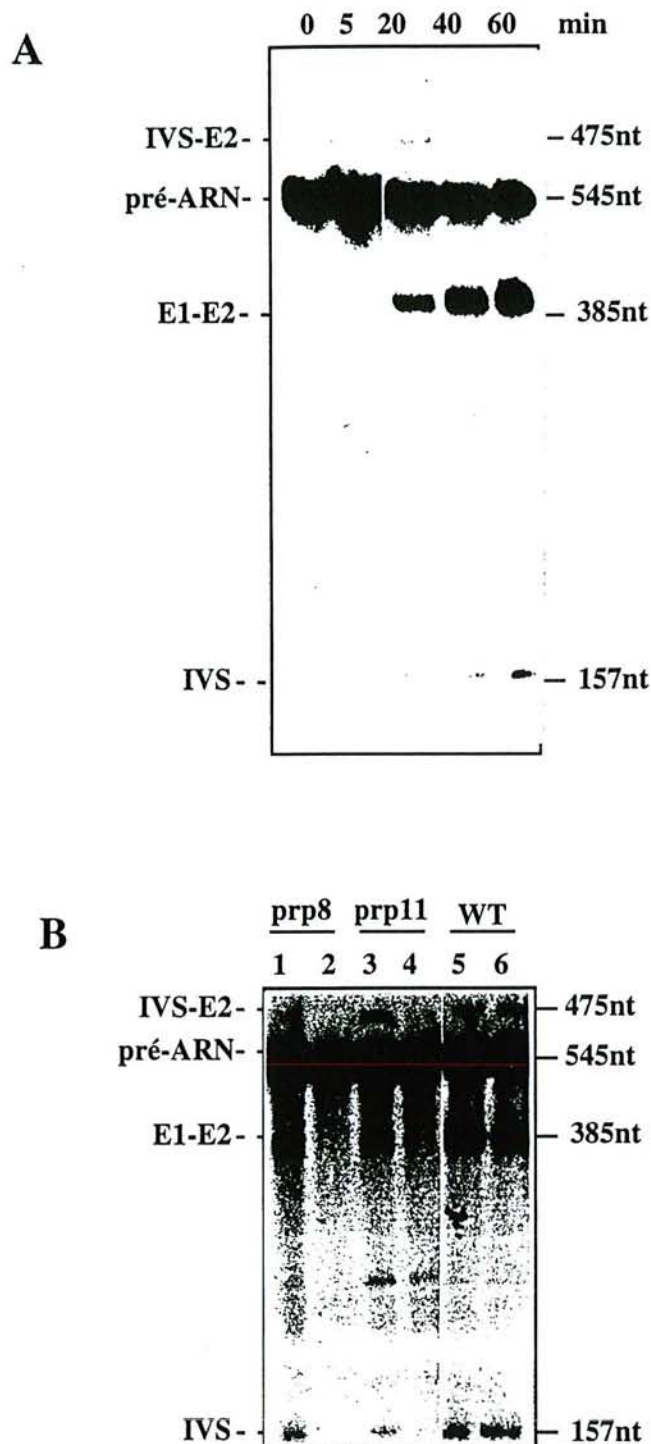 A
0 5 20 40 60 min
IVS-E2- - - 475nt
pré-ARN- - 545nt
E1-E2- - - 385nt
IVS- - - 157nt
B
prp8 prp11 WT
1 2 3 4 5 6
IVS-E2- - 475nt
pré-ARN- - 545nt
E1-E2- - 385nt
IVS- - 157nt